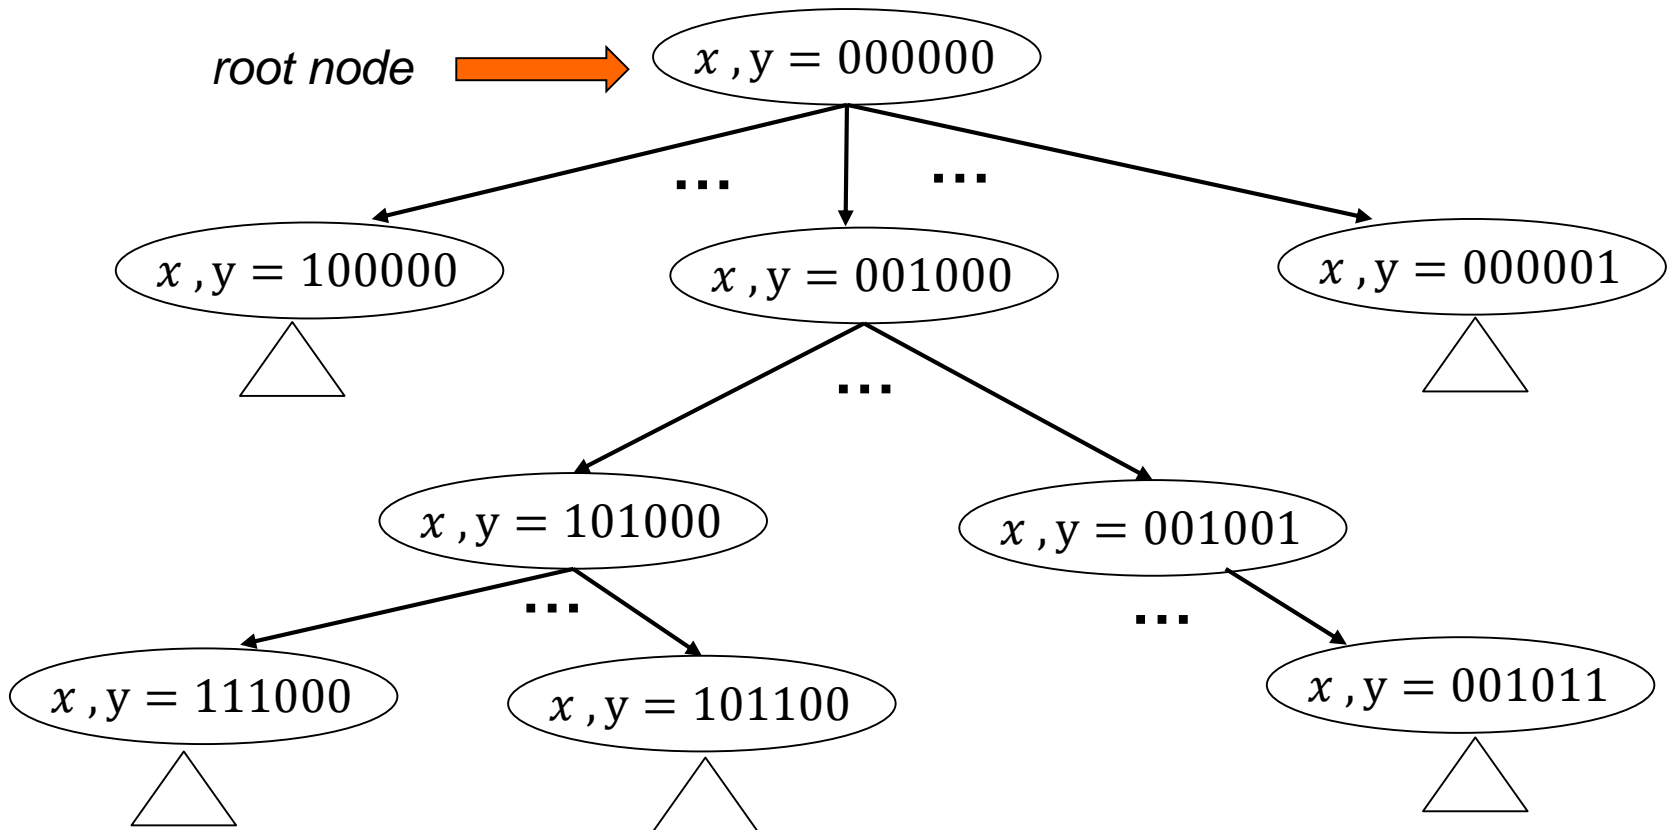 root node
x , y = 000000
...
...
x , y = 100000
x , y = 001000
x , y = 000001
...
x , y = 101000
x , y = 001001
...
...
x , y = 111000
x , y = 101100
x , y = 001011